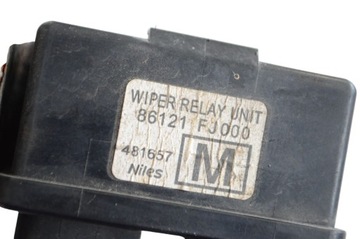 WIPER RELAY UNIT
86121 FJ000
481657 M
Niles